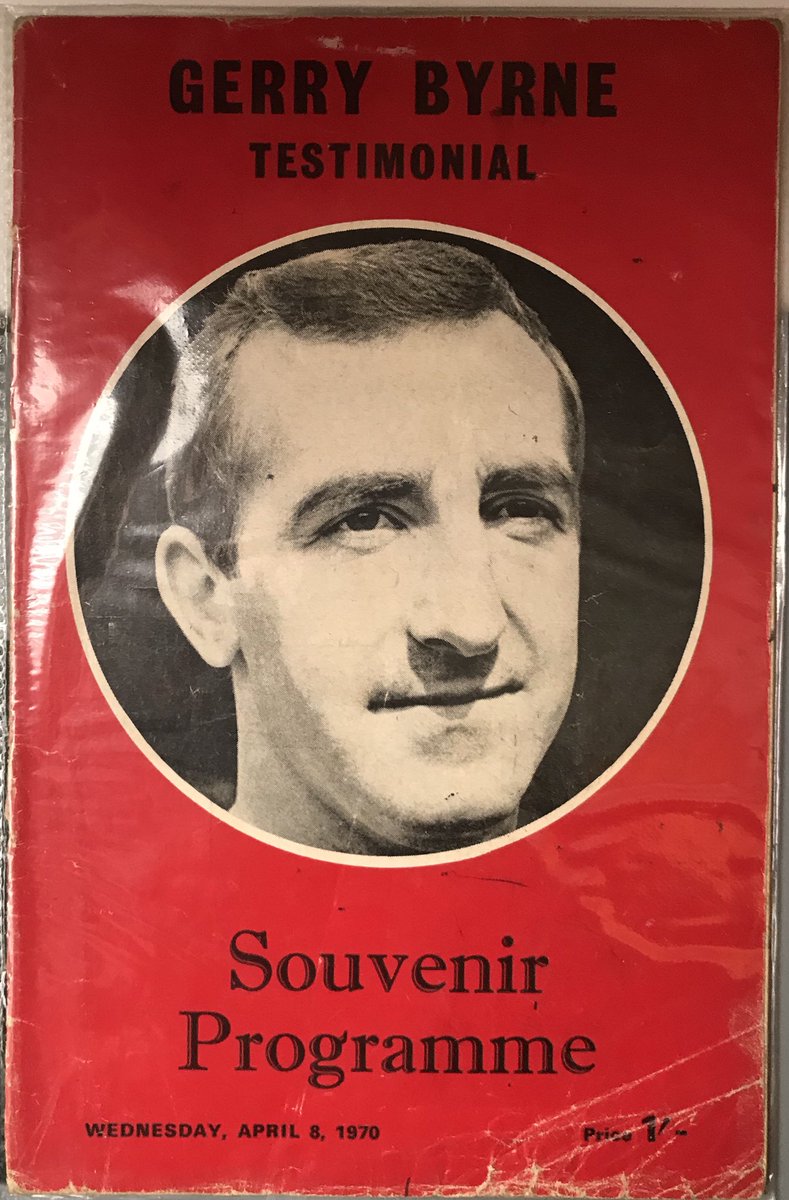 GERRY BYRNE
TESTIMONIAL
Souvenir
Programme
WEDNESDAY, APRIL 8, 1970
Price 1/-